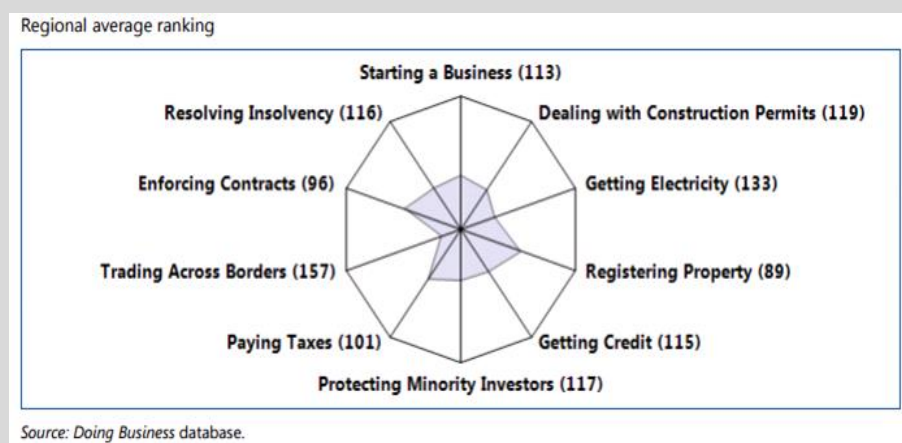 Regional average ranking
Starting a Business (113)
Resolving Insolvency (116)
Dealing with Construction Permits (119)
Enforcing Contracts (96)
Getting Electricity (133)
Trading Across Borders (157)
Registering Property (89)
Paying Taxes (101)
Getting Credit (115)
Protecting Minority Investors (117)
Source: Doing Business database.